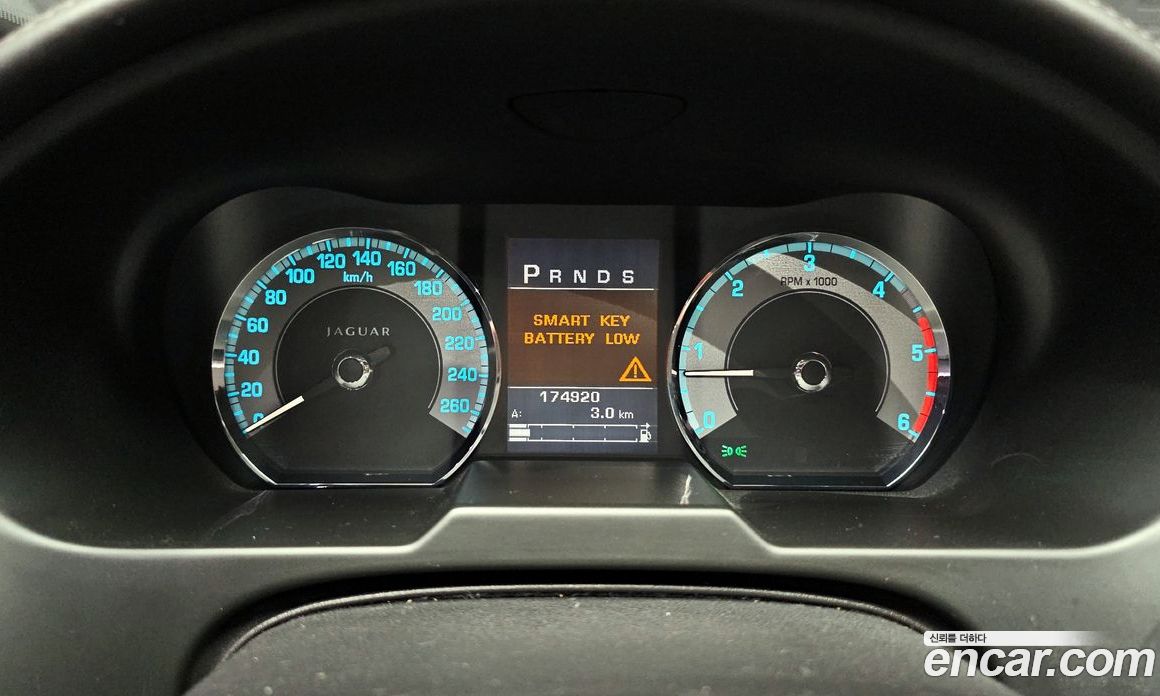 0 20 40 60 80 100 120 140 160 180 200 220 240 260
km/h
JAGUAR
P R N D S
SMART KEY
BATTERY LOW
174920
A: 3.0 km
0 1 2 3 4 5 6
RPM x 1000
신뢰를 더하다
encar.com